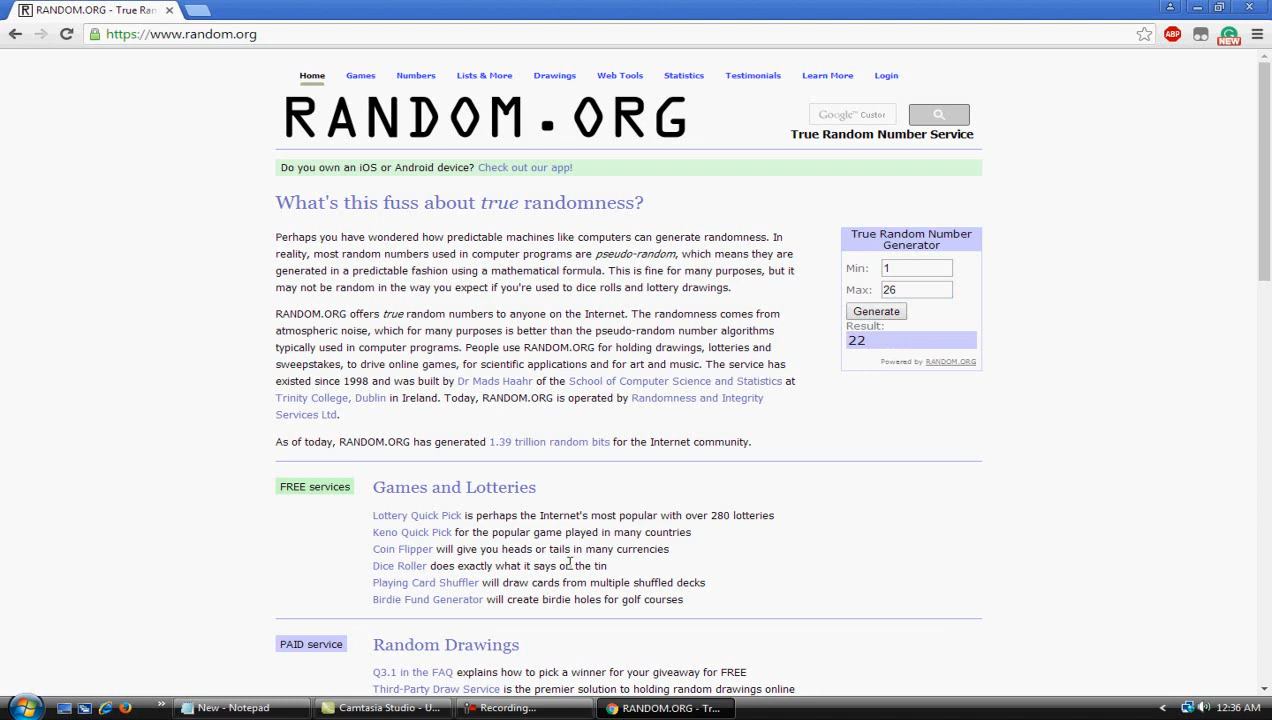 RANDOM.ORG - True Ran
https://www.random.org
ABP
NEW
Home Games Numbers Lists & More Drawings Web Tools Statistics Testimonials Learn More Login
RANDOM.ORG
Google™ Custor
True Random Number Service
Do you own an iOS or Android device? Check out our app!
What's this fuss about true randomness?
Perhaps you have wondered how predictable machines like computers can generate randomness. In
reality, most random numbers used in computer programs are pseudo-random, which means they are
generated in a predictable fashion using a mathematical formula. This is fine for many purposes, but it
may not be random in the way you expect if you're used to dice rolls and lottery drawings.
RANDOM.ORG offers true random numbers to anyone on the Internet. The randomness comes from
atmospheric noise, which for many purposes is better than the pseudo-random number algorithms
typically used in computer programs. People use RANDOM.ORG for holding drawings, lotteries and
sweepstakes, to drive online games, for scientific applications and for art and music. The service has
existed since 1998 and was built by Dr Mads Haahr of the School of Computer Science and Statistics at
Trinity College, Dublin in Ireland. Today, RANDOM.ORG is operated by Randomness and Integrity
Services Ltd.
As of today, RANDOM.ORG has generated 1.39 trillion random bits for the Internet community.
True Random Number
Generator
Min: 1
Max: 26
Generate
Result:
22
Powered by RANDOM.ORG
FREE services
Games and Lotteries
Lottery Quick Pick is perhaps the Internet's most popular with over 280 lotteries
Keno Quick Pick for the popular game played in many countries
Coin Flipper will give you heads or tails in many currencies
Dice Roller does exactly what it says on the tin
Playing Card Shuffler will draw cards from multiple shuffled decks
Birdie Fund Generator will create birdie holes for golf courses
PAID service
Random Drawings
Q3.1 in the FAQ explains how to pick a winner for your giveaway for FREE
Third-Party Draw Service is the premier solution to holding random drawings online
New - Notepad
Camtasia Studio - U...
Recording...
RANDOM.ORG - Tr...
12:36 AM